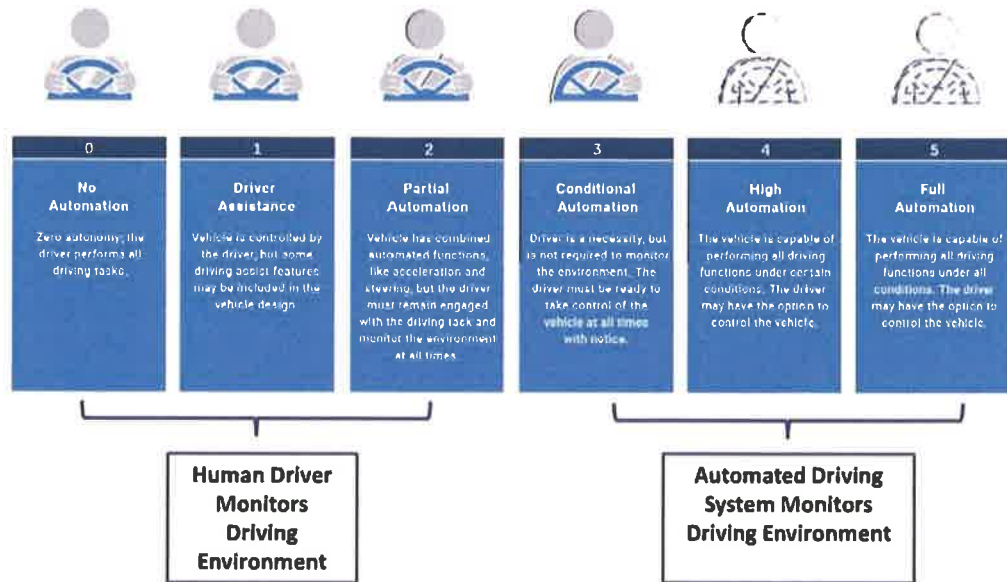 0
No
Automation
Zero autonomy; the
driver performs all
driving tasks.
1
Driver
Assistance
Vehicle is controlled by
the driver, but some
driving assist features
may be included in the
vehicle design
2
Partial
Automation
Vehicle has combined
automated functions,
like acceleration and
steering, but the driver
must remain engaged
with the driving task and
monitor the environment
at all times.
3
Conditional
Automation
Driver is a necessity, but
is not required to monitor
the environment. The
driver must be ready to
take control of the
vehicle at all times
with notice.
4
High
Automation
The vehicle is capable of
performing all driving
functions under certain
conditions. The driver
may have the option to
control the vehicle.
5
Full
Automation
The vehicle is capable of
performing all driving
functions under all
conditions. The driver
may have the option to
control the vehicle.
Human Driver
Monitors
Driving
Environment
Automated Driving
System Monitors
Driving Environment